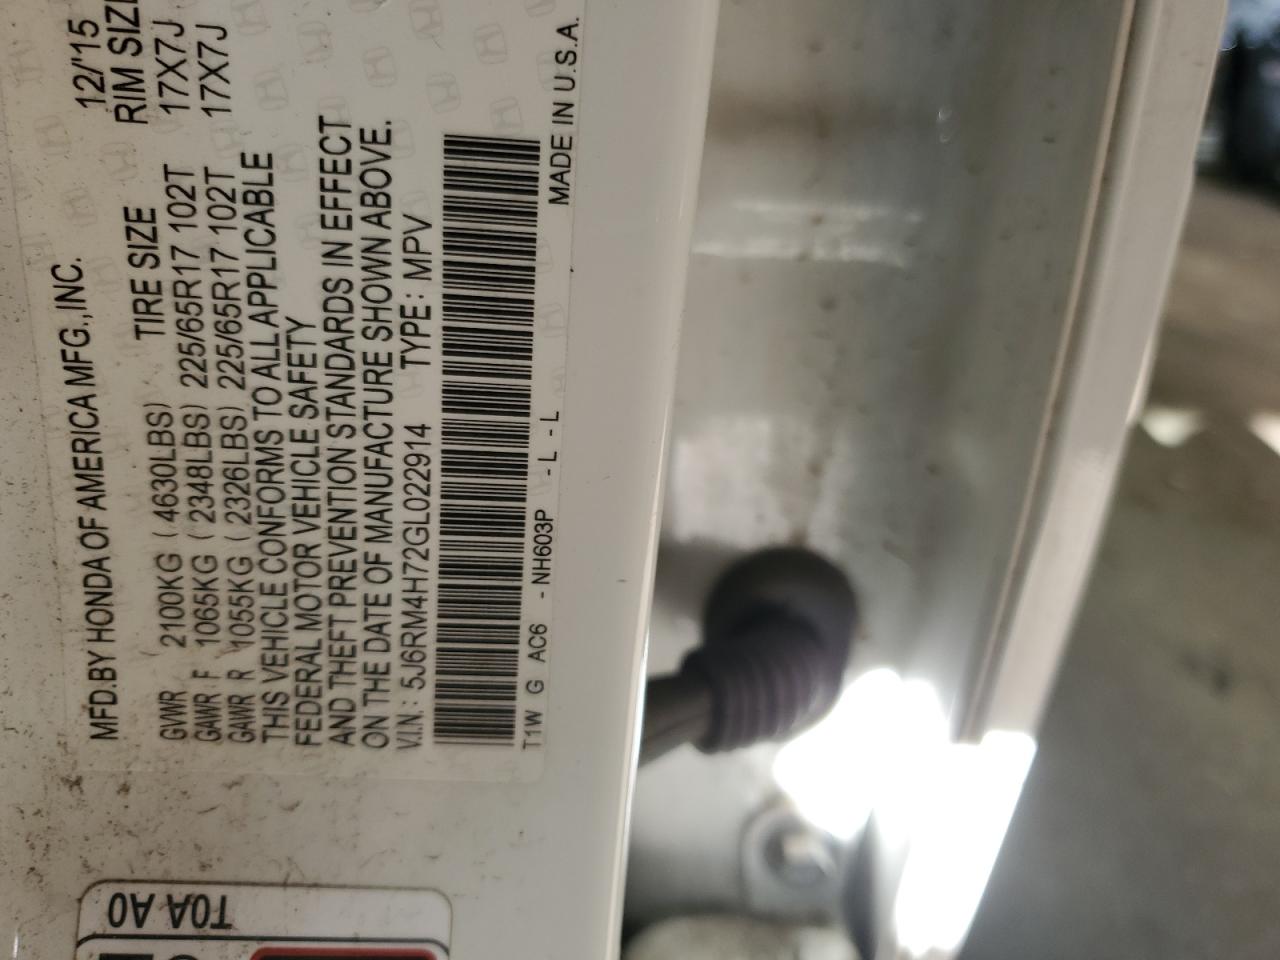 MFD.BY HONDA OF AMERICA MFG.,INC. 12/'15
TIRE SIZE RIM SIZE
GVWR 2100KG ( 4630LBS)
GAWR F 1065KG ( 2348LBS) 225/65R17 102T 17X7J
GAWR R 1055KG ( 2326LBS) 225/65R17 102T 17X7J
THIS VEHICLE CONFORMS TO ALL APPLICABLE
FEDERAL MOTOR VEHICLE SAFETY
AND THEFT PREVENTION STANDARDS IN EFFECT
ON THE DATE OF MANUFACTURE SHOWN ABOVE.
V.I.N.: 5J6RM4H72GL022914 TYPE: MPV
T1W G AC6 -NH603P -L-L MADE IN U.S.A.
T0A A0